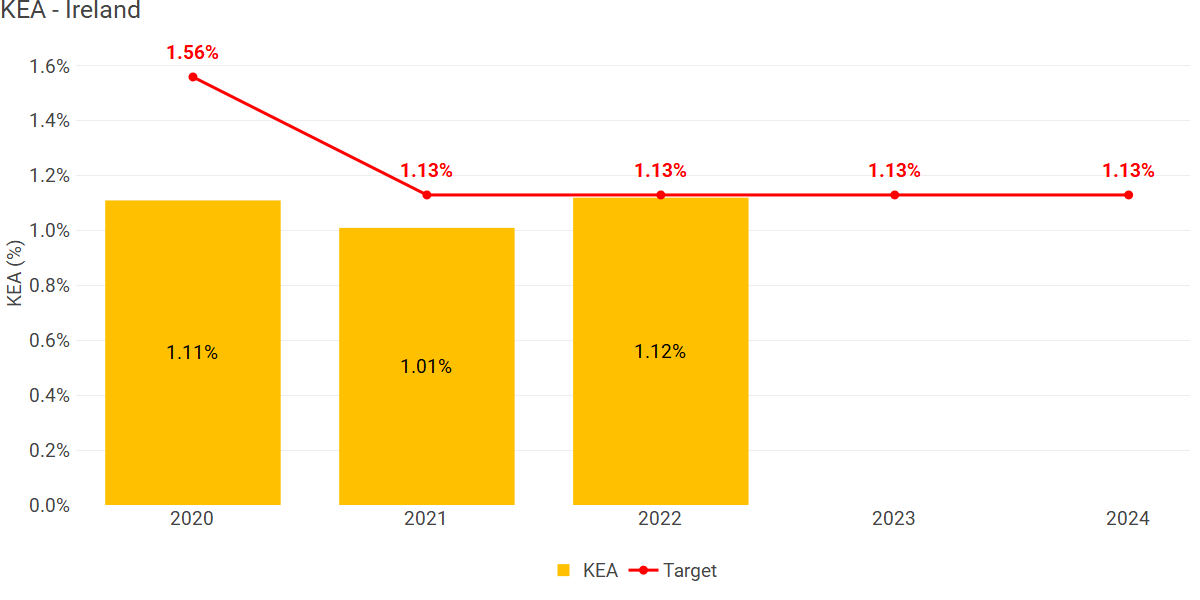 KEA - Ireland
1.56%
1.6%
1.4%
1.13% 1.13% 1.13% 1.13%
1.2%
1.0%
KEA (%)
0.8%
0.6%
1.11% 1.01% 1.12%
0.4%
0.2%
0.0%
2020 2021 2022 2023 2024
KEA Target